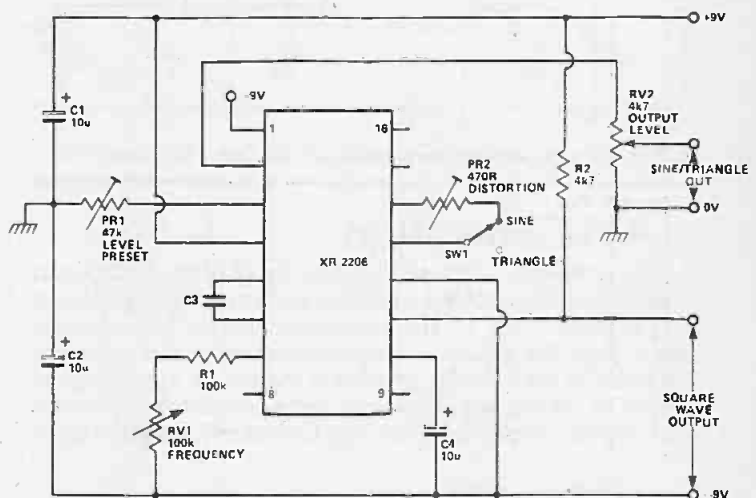 +9V
+
C1
10u
-9V
1
16
RV2
4k7
OUTPUT
LEVEL
PR2
470R
DISTORTION
R2
4k7
SINE/TRIANGLE
OUT
0V
PR1
47k
LEVEL
PRESET
SINE
SW1
TRIANGLE
XR 2206
C3
+
C2
10u
R1
100k
8
9
RV1
100k
FREQUENCY
+
C4
10u
SQUARE
WAVE
OUTPUT
-9V